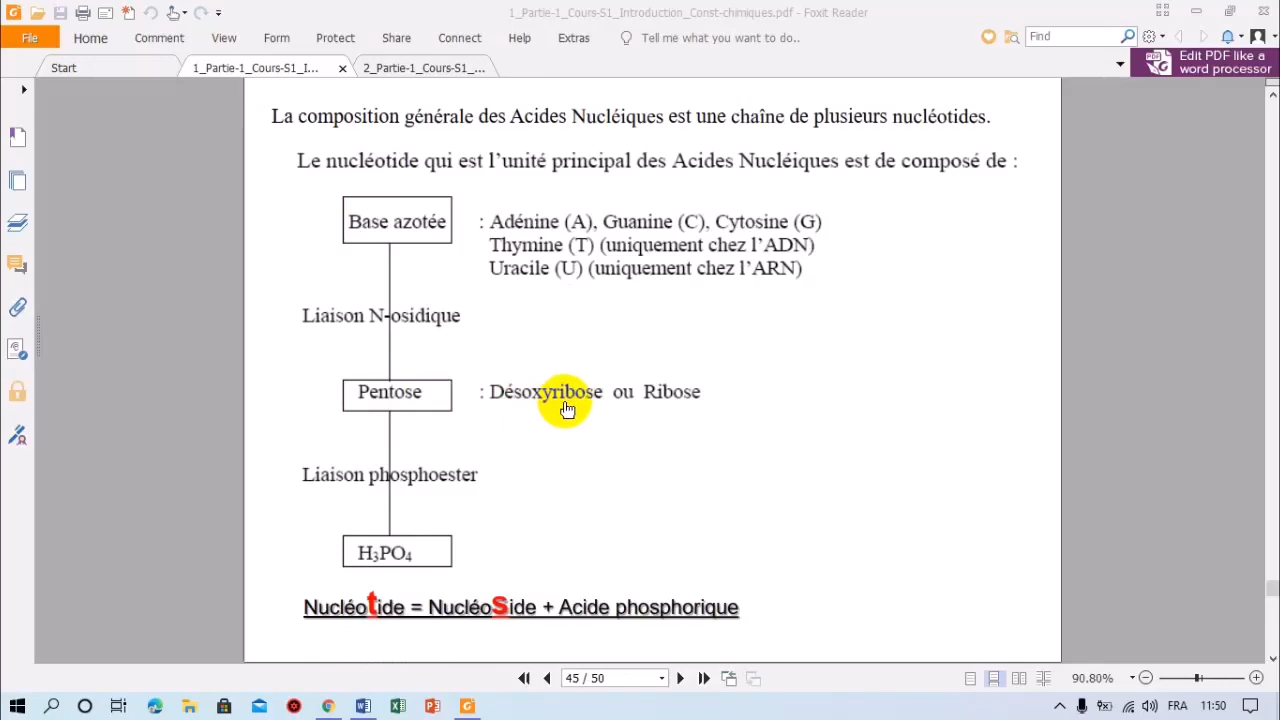 1_Partie-1_Cours-S1_Introduction_Const-chimiques.pdf - Foxit Reader
File Home Comment View Form Protect Share Connect Help Extras Tell me what you want to do.. Find
Start 1_Partie-1_Cours-S1_I... 2_Partie-1_Cours-S1_... Edit PDF like a
word processor
La composition générale des Acides Nucléiques est une chaîne de plusieurs nucléotides.
Le nucléotide qui est l’unité principal des Acides Nucléiques est de composé de :
Base azotée : Adénine (A), Guanine (C), Cytosine (G)
Thymine (T) (uniquement chez l’ADN)
Uracile (U) (uniquement chez l’ARN)
Liaison N-osidique
Pentose : Désoxyribose ou Ribose
Liaison phosphoester
H₃PO₄
Nucléotide = Nucléoside + Acide phosphorique
45 / 50 90.80%
FRA 11:50